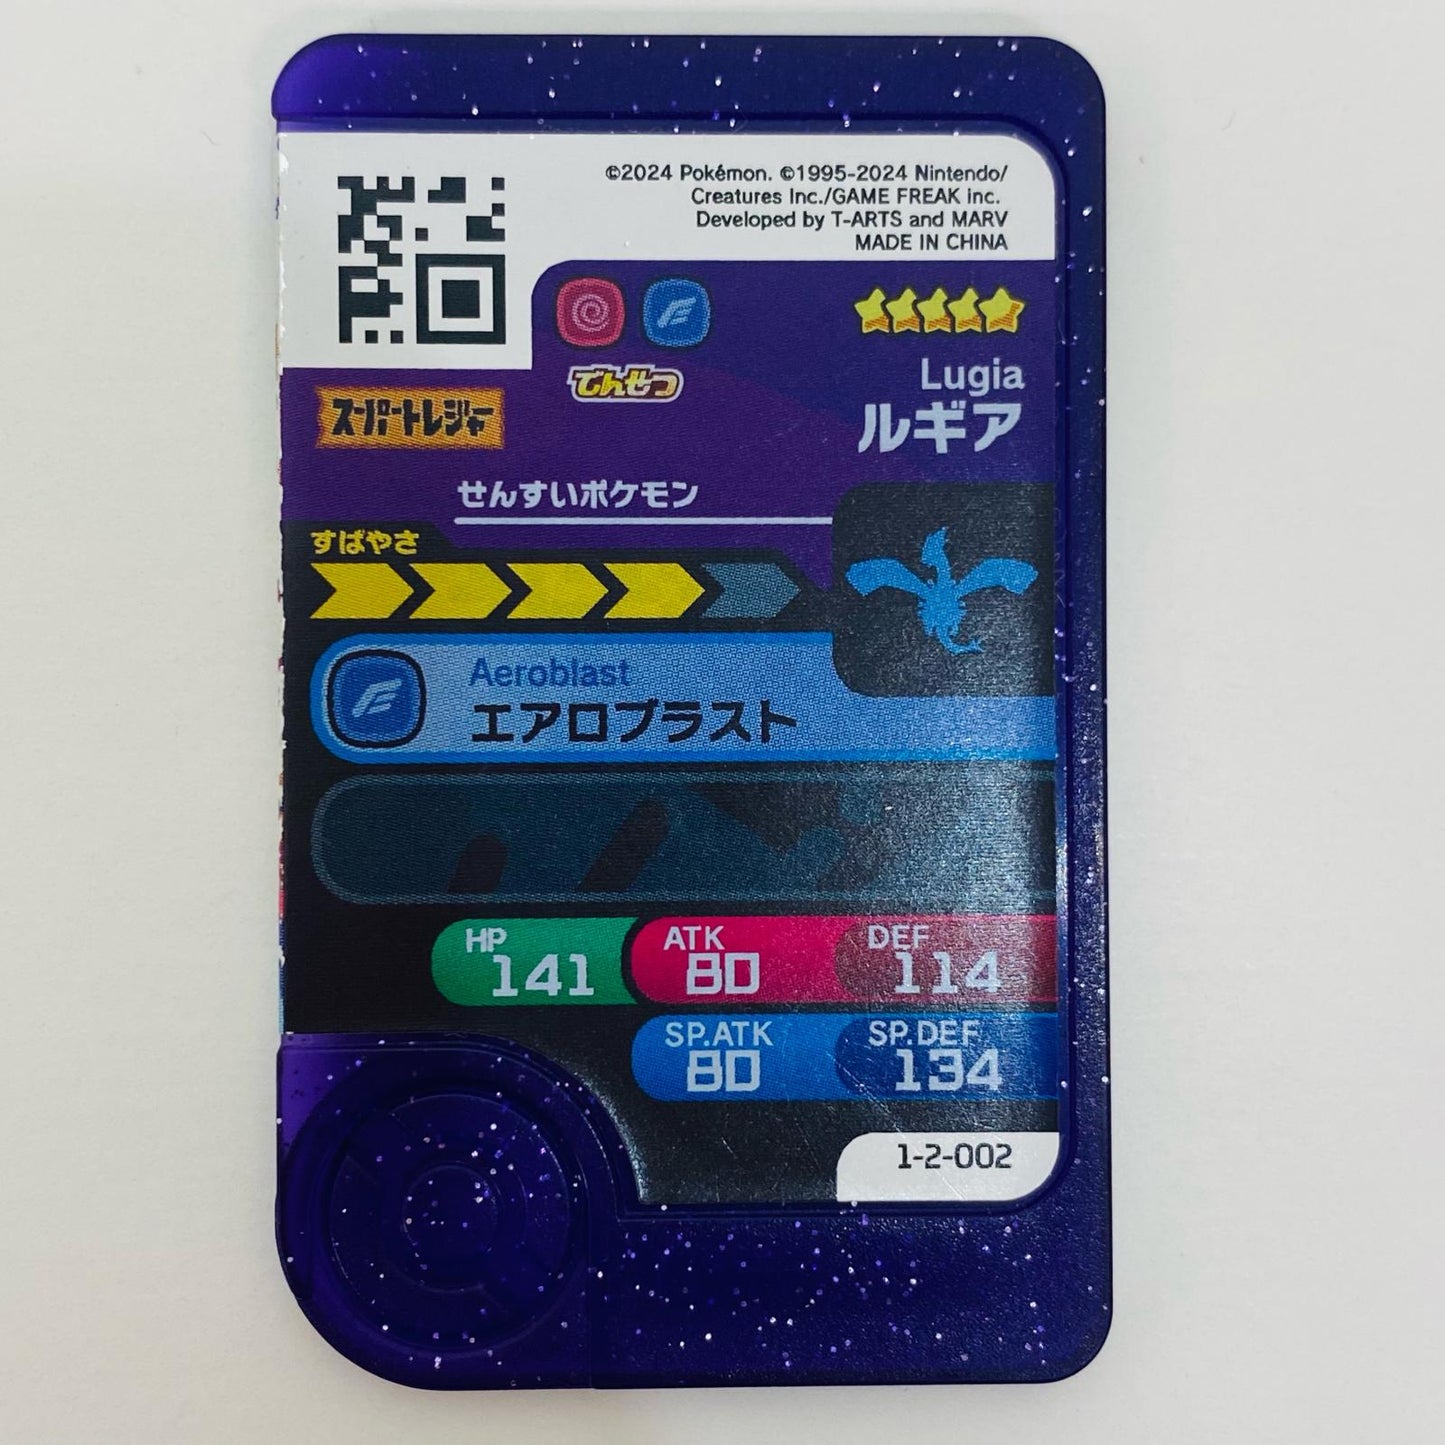 ©2024 Pokémon. ©1995-2024 Nintendo/
Creatures Inc./GAME FREAK inc.
Developed by T-ARTS and MARV
MADE IN CHINA
でんせつ
スーパートレジャー
Lugia
ルギア
せんすいポケモン
すばやさ
Aeroblast
エアロブラスト
HP
141
ATK
80
DEF
114
SP.ATK
80
SP.DEF
134
1-2-002